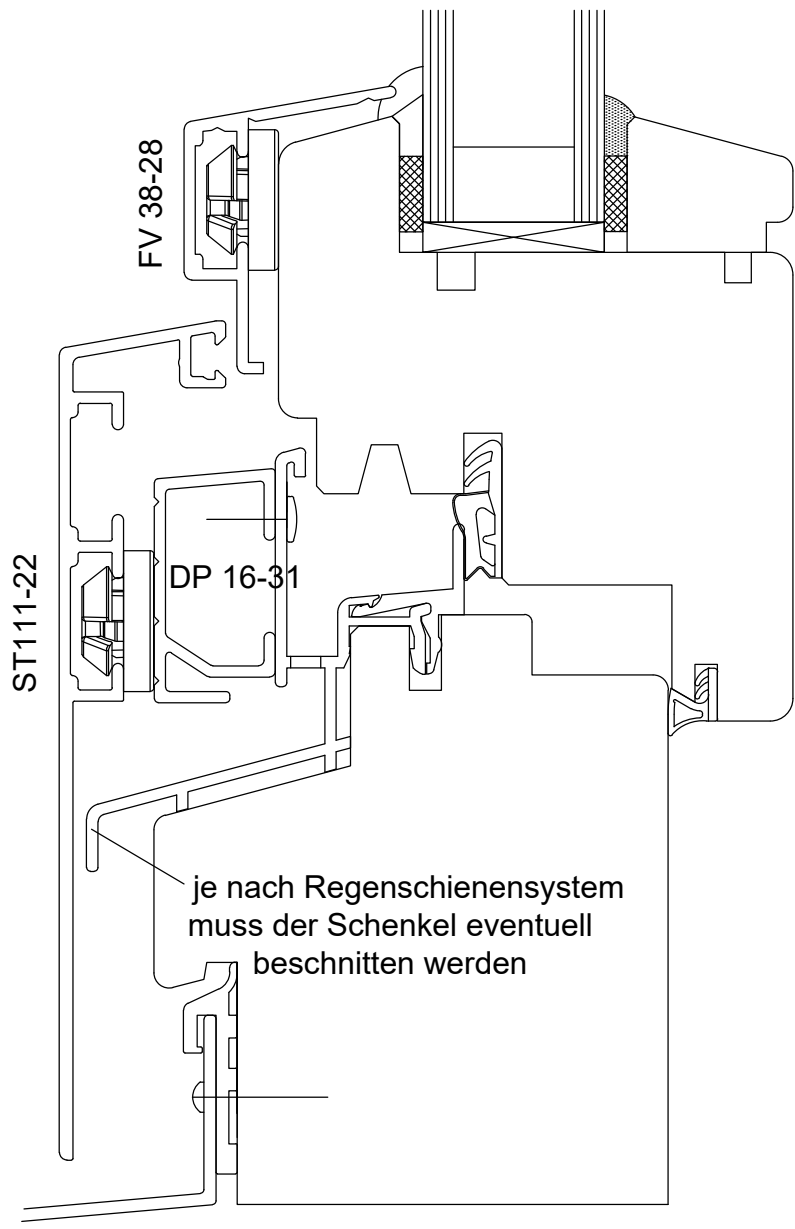 FV 38-28
ST111-22
DP 16-31
je nach Regenschienensystem
muss der Schenkel eventuell
beschnitten werden